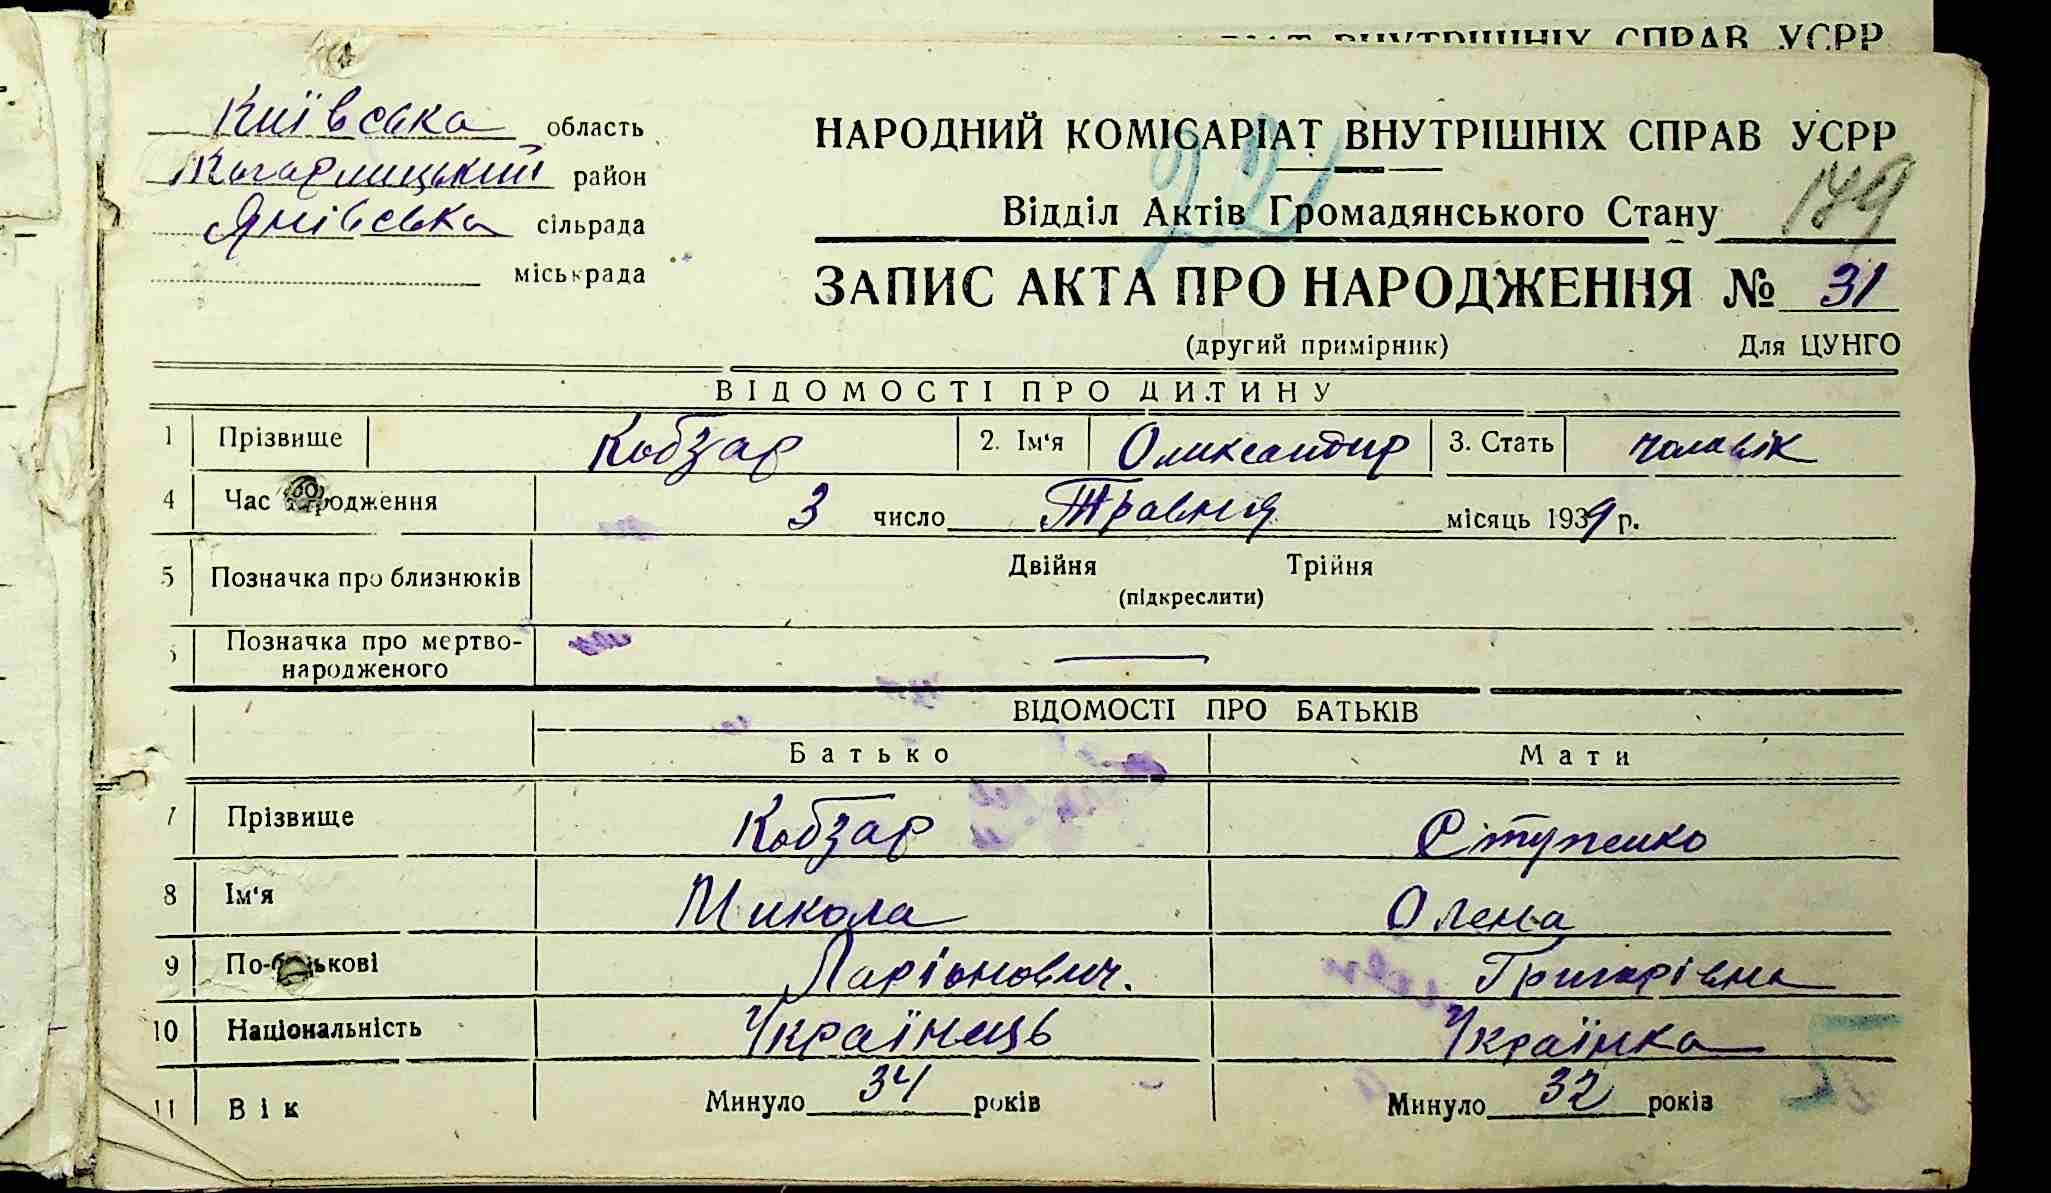 ВНУТРІШНІХ СПРАВ УСРР
Київська область
Кагарлицький район
Янівська сільрада
міськрада
НАРОДНИЙ КОМІСАРІАТ ВНУТРІШНІХ СПРАВ УСРР
221
Відділ Актів Громадянського Стану 179
ЗАПИС АКТА ПРО НАРОДЖЕННЯ № 31
(другий примірник) Для ЦУНГО
ВІДОМОСТІ ПРО ДИТИНУ
1 Прізвище Кобзар 2. Ім'я Олександр 3. Стать чоловік
4 Час народження 3 число Травня місяць 1939 р.
5 Позначка про близнюків Двійня Трійня
(підкреслити)
6 Позначка про мертво-
народженого —
ВІДОМОСТІ ПРО БАТЬКІВ
Батько Мати
7 Прізвище Кобзар Ступенко
8 Ім'я Микола Олена
9 По-батькові Ларіонович. Григорівна
10 Національність Українець Українка
11 Вік Минуло 34 років Минуло 32 років